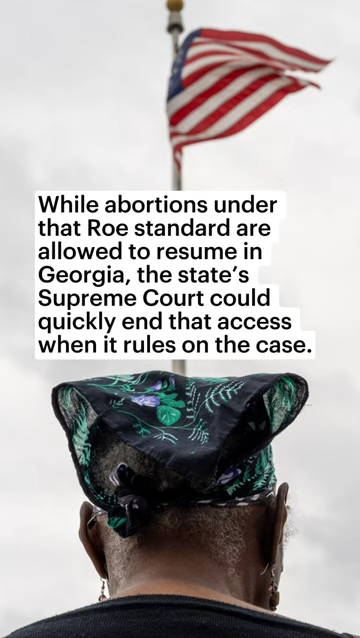 While abortions under
that Roe standard are
allowed to resume in
Georgia, the state’s
Supreme Court could
quickly end that access
when it rules on the case.